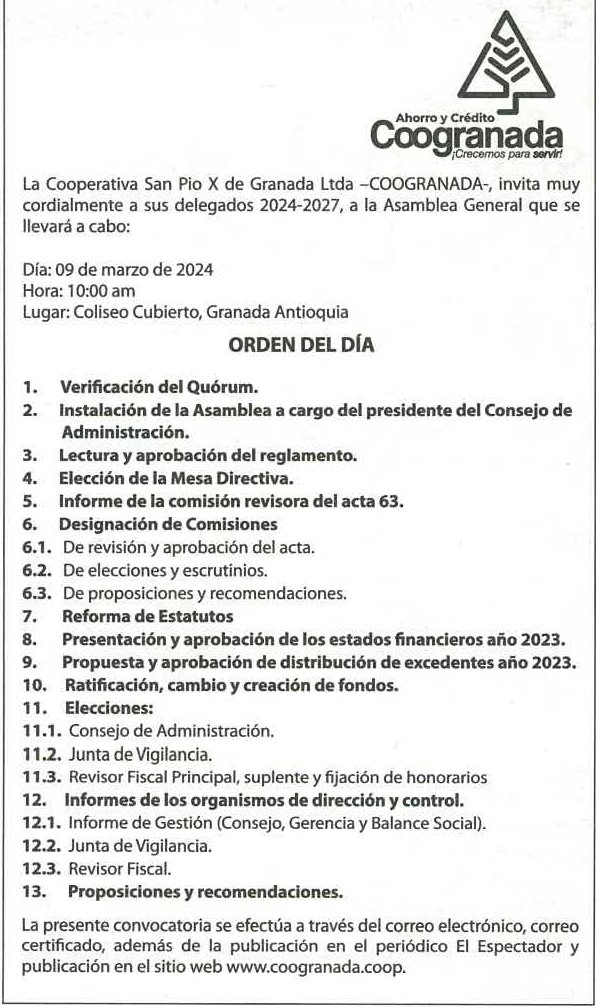 Ahorro y Crédito
Coogranada
¡Crecemos para servir!
La Cooperativa San Pio X de Granada Ltda –COOGRANADA-, invita muy
cordialmente a sus delegados 2024-2027, a la Asamblea General que se
llevará a cabo:
Día: 09 de marzo de 2024
Hora: 10:00 am
Lugar: Coliseo Cubierto, Granada Antioquia
ORDEN DEL DÍA
1. Verificación del Quórum.
2. Instalación de la Asamblea a cargo del presidente del Consejo de
Administración.
3. Lectura y aprobación del reglamento.
4. Elección de la Mesa Directiva.
5. Informe de la comisión revisora del acta 63.
6. Designación de Comisiones
6.1. De revisión y aprobación del acta.
6.2. De elecciones y escrutinios.
6.3. De proposiciones y recomendaciones.
7. Reforma de Estatutos
8. Presentación y aprobación de los estados financieros año 2023.
9. Propuesta y aprobación de distribución de excedentes año 2023.
10. Ratificación, cambio y creación de fondos.
11. Elecciones:
11.1. Consejo de Administración.
11.2. Junta de Vigilancia.
11.3. Revisor Fiscal Principal, suplente y fijación de honorarios
12. Informes de los organismos de dirección y control.
12.1. Informe de Gestión (Consejo, Gerencia y Balance Social).
12.2. Junta de Vigilancia.
12.3. Revisor Fiscal.
13. Proposiciones y recomendaciones.
La presente convocatoria se efectúa a través del correo electrónico, correo
certificado, además de la publicación en el periódico El Espectador y
publicación en el sitio web www.coogranada.coop.